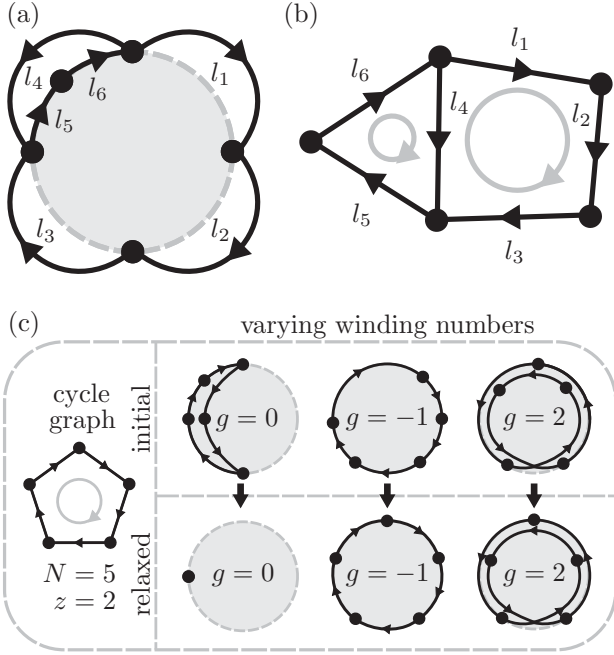 (a)
l₄
l₆
l₁
l₅
l₃
l₂
(b)
l₁
l₆
l₄
l₂
l₅
l₃
(c)
varying winding numbers
cycle
graph
N = 5
z = 2
initial
g = 0
g = −1
g = 2
relaxed
g = 0
g = −1
g = 2